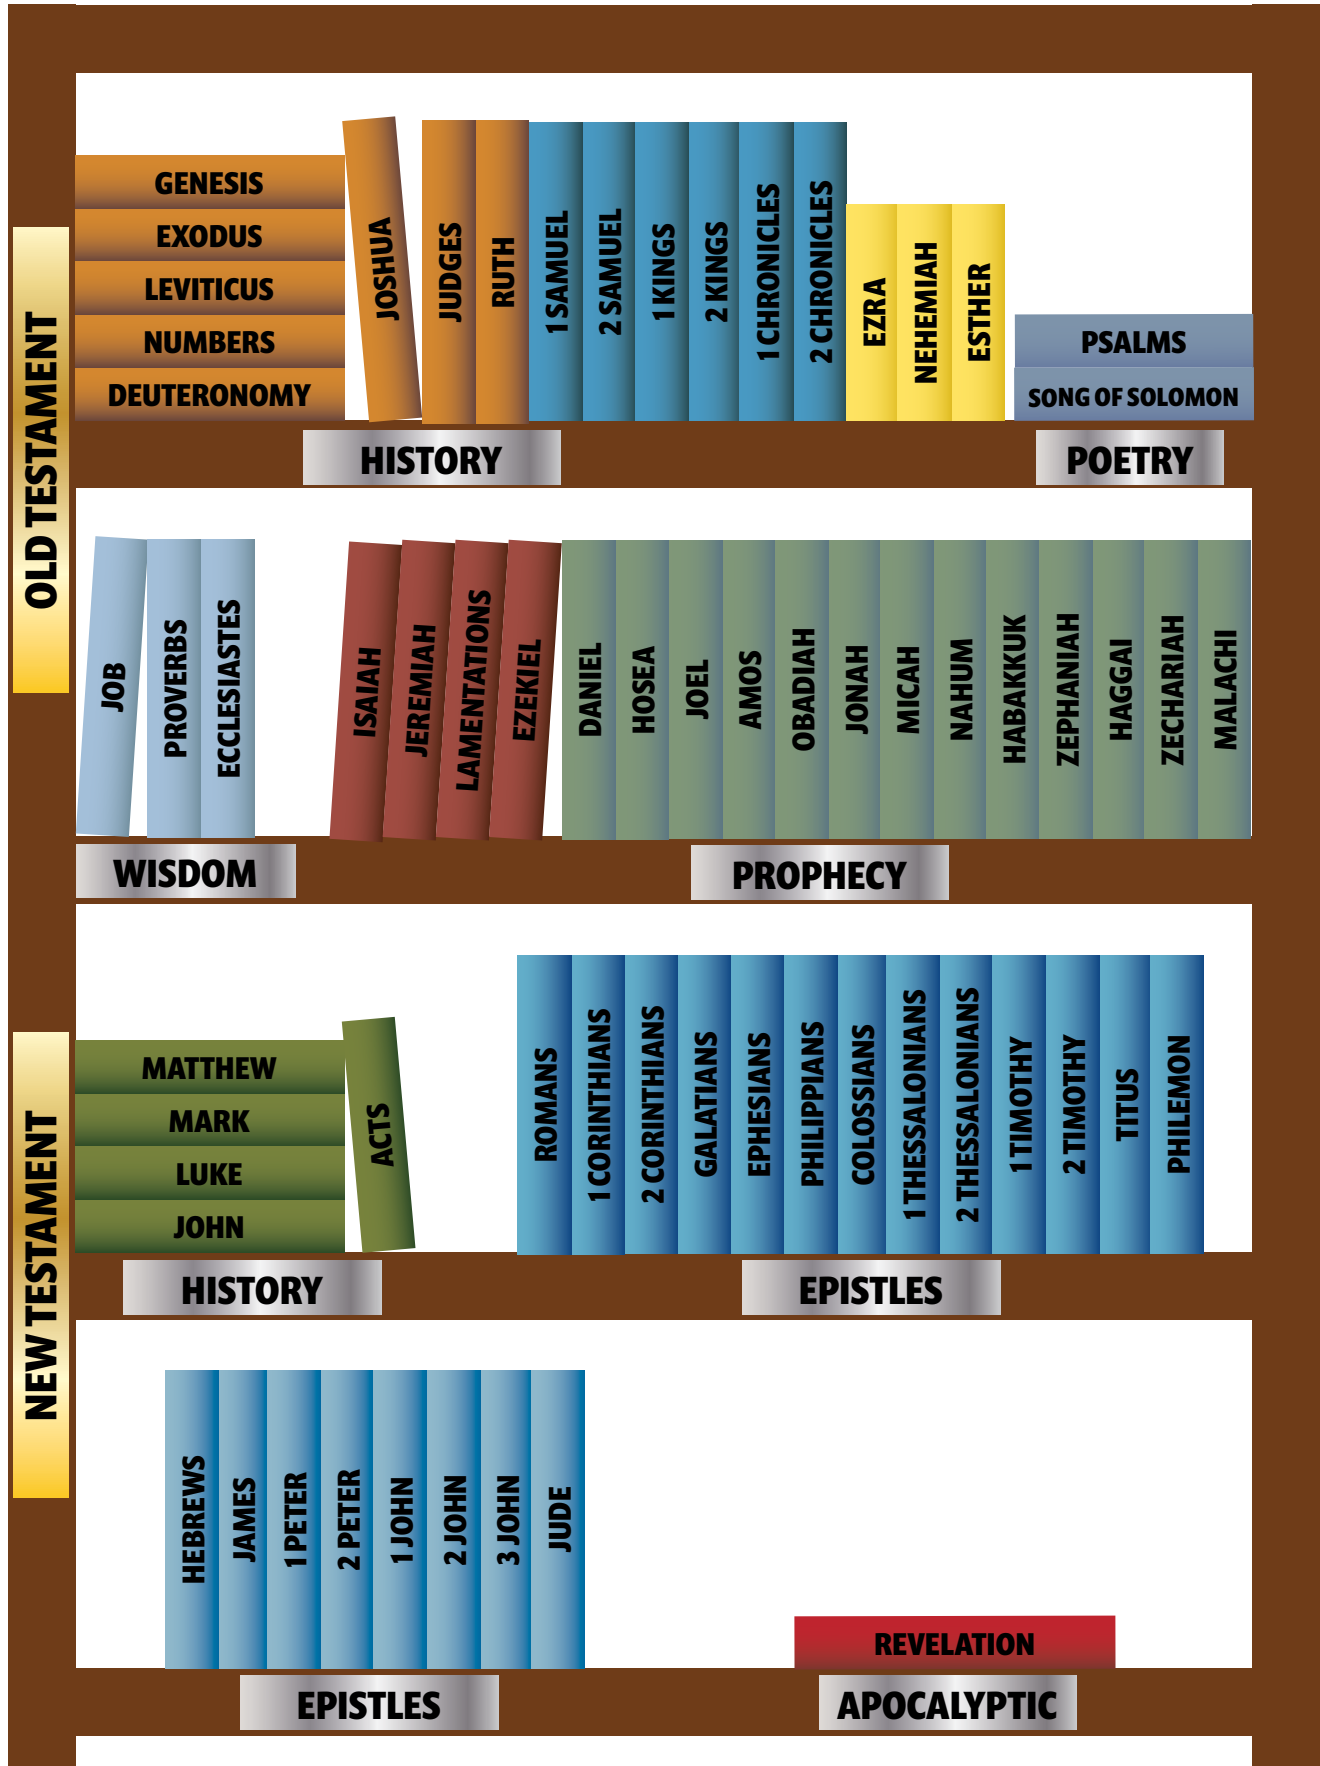 OLD TESTAMENT
GENESIS
EXODUS
LEVITICUS
NUMBERS
DEUTERONOMY
JOSHUA
JUDGES
RUTH
1 SAMUEL
2 SAMUEL
1 KINGS
2 KINGS
1 CHRONICLES
2 CHRONICLES
EZRA
NEHEMIAH
ESTHER
PSALMS
SONG OF SOLOMON
HISTORY
POETRY
JOB
PROVERBS
ECCLESIASTES
ISAIAH
JEREMIAH
LAMENTATIONS
EZEKIEL
DANIEL
HOSEA
JOEL
AMOS
OBADIAH
JONAH
MICAH
NAHUM
HABAKKUK
ZEPHANIAH
HAGGAI
ZECHARIAH
MALACHI
WISDOM
PROPHECY
NEW TESTAMENT
MATTHEW
MARK
LUKE
JOHN
ACTS
ROMANS
1 CORINTHIANS
2 CORINTHIANS
GALATIANS
EPHESIANS
PHILIPPIANS
COLOSSIANS
1 THESSALONIANS
2 THESSALONIANS
1 TIMOTHY
2 TIMOTHY
TITUS
PHILEMON
HISTORY
EPISTLES
HEBREWS
JAMES
1 PETER
2 PETER
1 JOHN
2 JOHN
3 JOHN
JUDE
REVELATION
EPISTLES
APOCALYPTIC